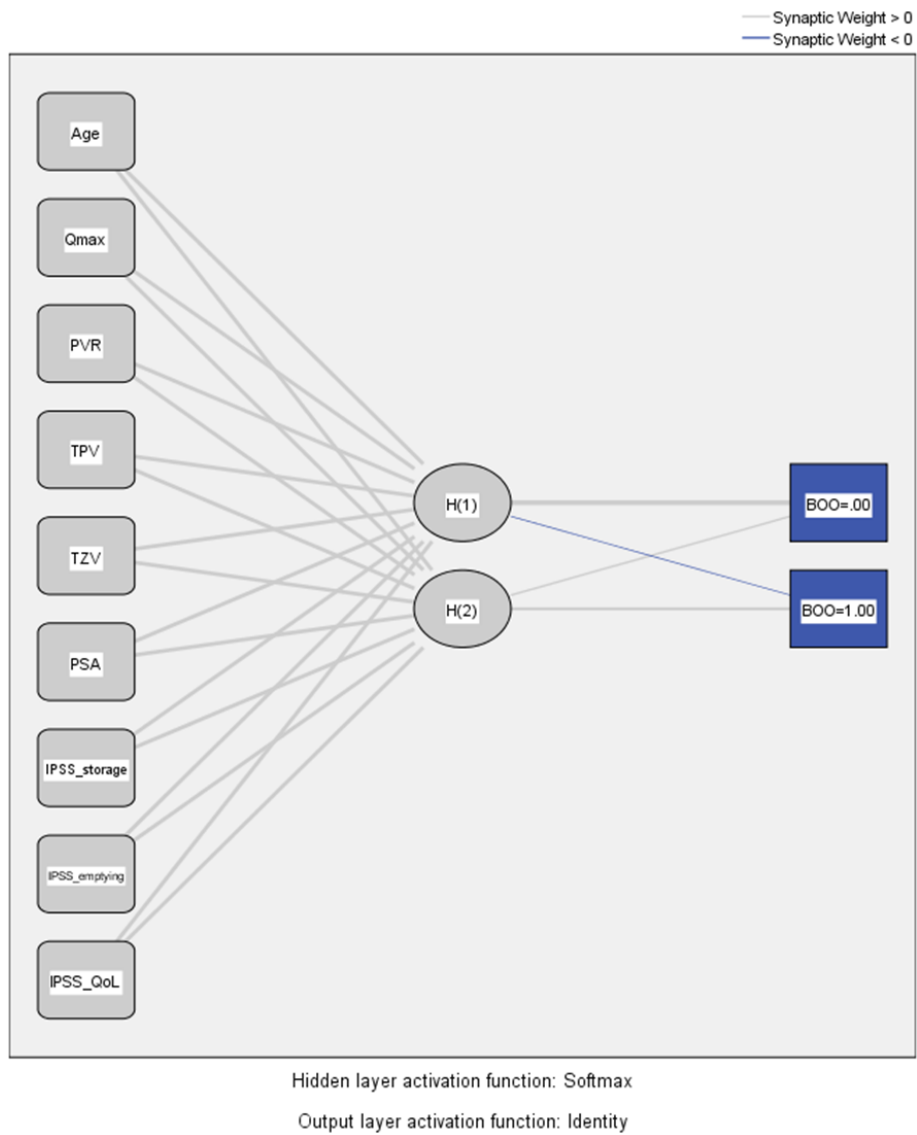 Synaptic Weight > 0
Synaptic Weight < 0
Age
Qmax
PVR
TPV
TZV
PSA
IPSS_storage
IPSS_emptying
IPSS_QoL
H(1)
H(2)
BOO=.00
BOO=1.00
Hidden layer activation function: Softmax
Output layer activation function: Identity